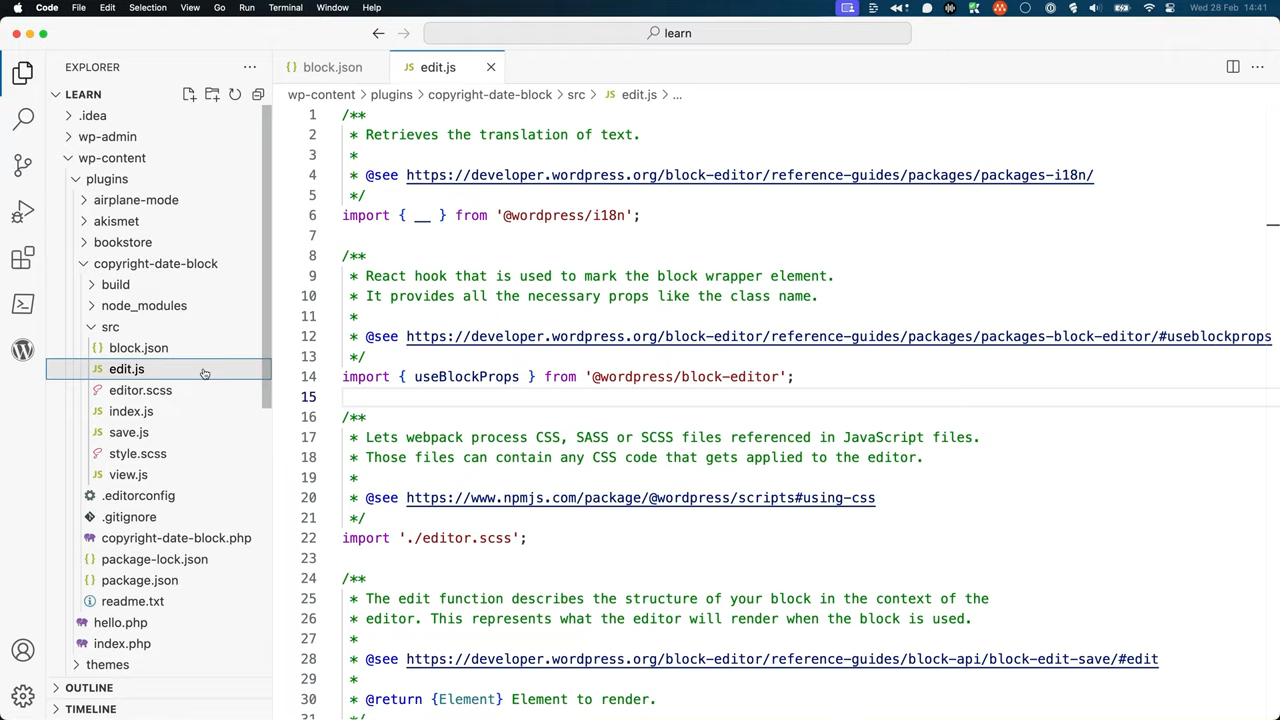 Code File Edit Selection View Go Run Terminal Window Help Wed 28 Feb 14:41
learn
EXPLORER
block.json
JS edit.js
LEARN
wp-content > plugins > copyright-date-block > src > JS edit.js > ...
.idea
wp-admin
wp-content
plugins
airplane-mode
akismet
bookstore
copyright-date-block
build
node_modules
src
block.json
JS edit.js
editor.scss
JS index.js
JS save.js
style.scss
JS view.js
.editorconfig
.gitignore
copyright-date-block.php
package-lock.json
package.json
readme.txt
hello.php
index.php
themes
OUTLINE
TIMELINE
1 /**
2 * Retrieves the translation of text.
3 *
4 * @see https://developer.wordpress.org/block-editor/reference-guides/packages/packages-i18n/
5 */
6 import { __ } from '@wordpress/i18n';
7
8 /**
9 * React hook that is used to mark the block wrapper element.
10 * It provides all the necessary props like the class name.
11 *
12 * @see https://developer.wordpress.org/block-editor/reference-guides/packages/packages-block-editor/#useblockprops
13 */
14 import { useBlockProps } from '@wordpress/block-editor';
15
16 /**
17 * Lets webpack process CSS, SASS or SCSS files referenced in JavaScript files.
18 * Those files can contain any CSS code that gets applied to the editor.
19 *
20 * @see https://www.npmjs.com/package/@wordpress/scripts#using-css
21 */
22 import './editor.scss';
23
24 /**
25 * The edit function describes the structure of your block in the context of the
26 * editor. This represents what the editor will render when the block is used.
27 *
28 * @see https://developer.wordpress.org/block-editor/reference-guides/block-api/block-edit-save/#edit
29 *
30 * @return {Element} Element to render.
31 */